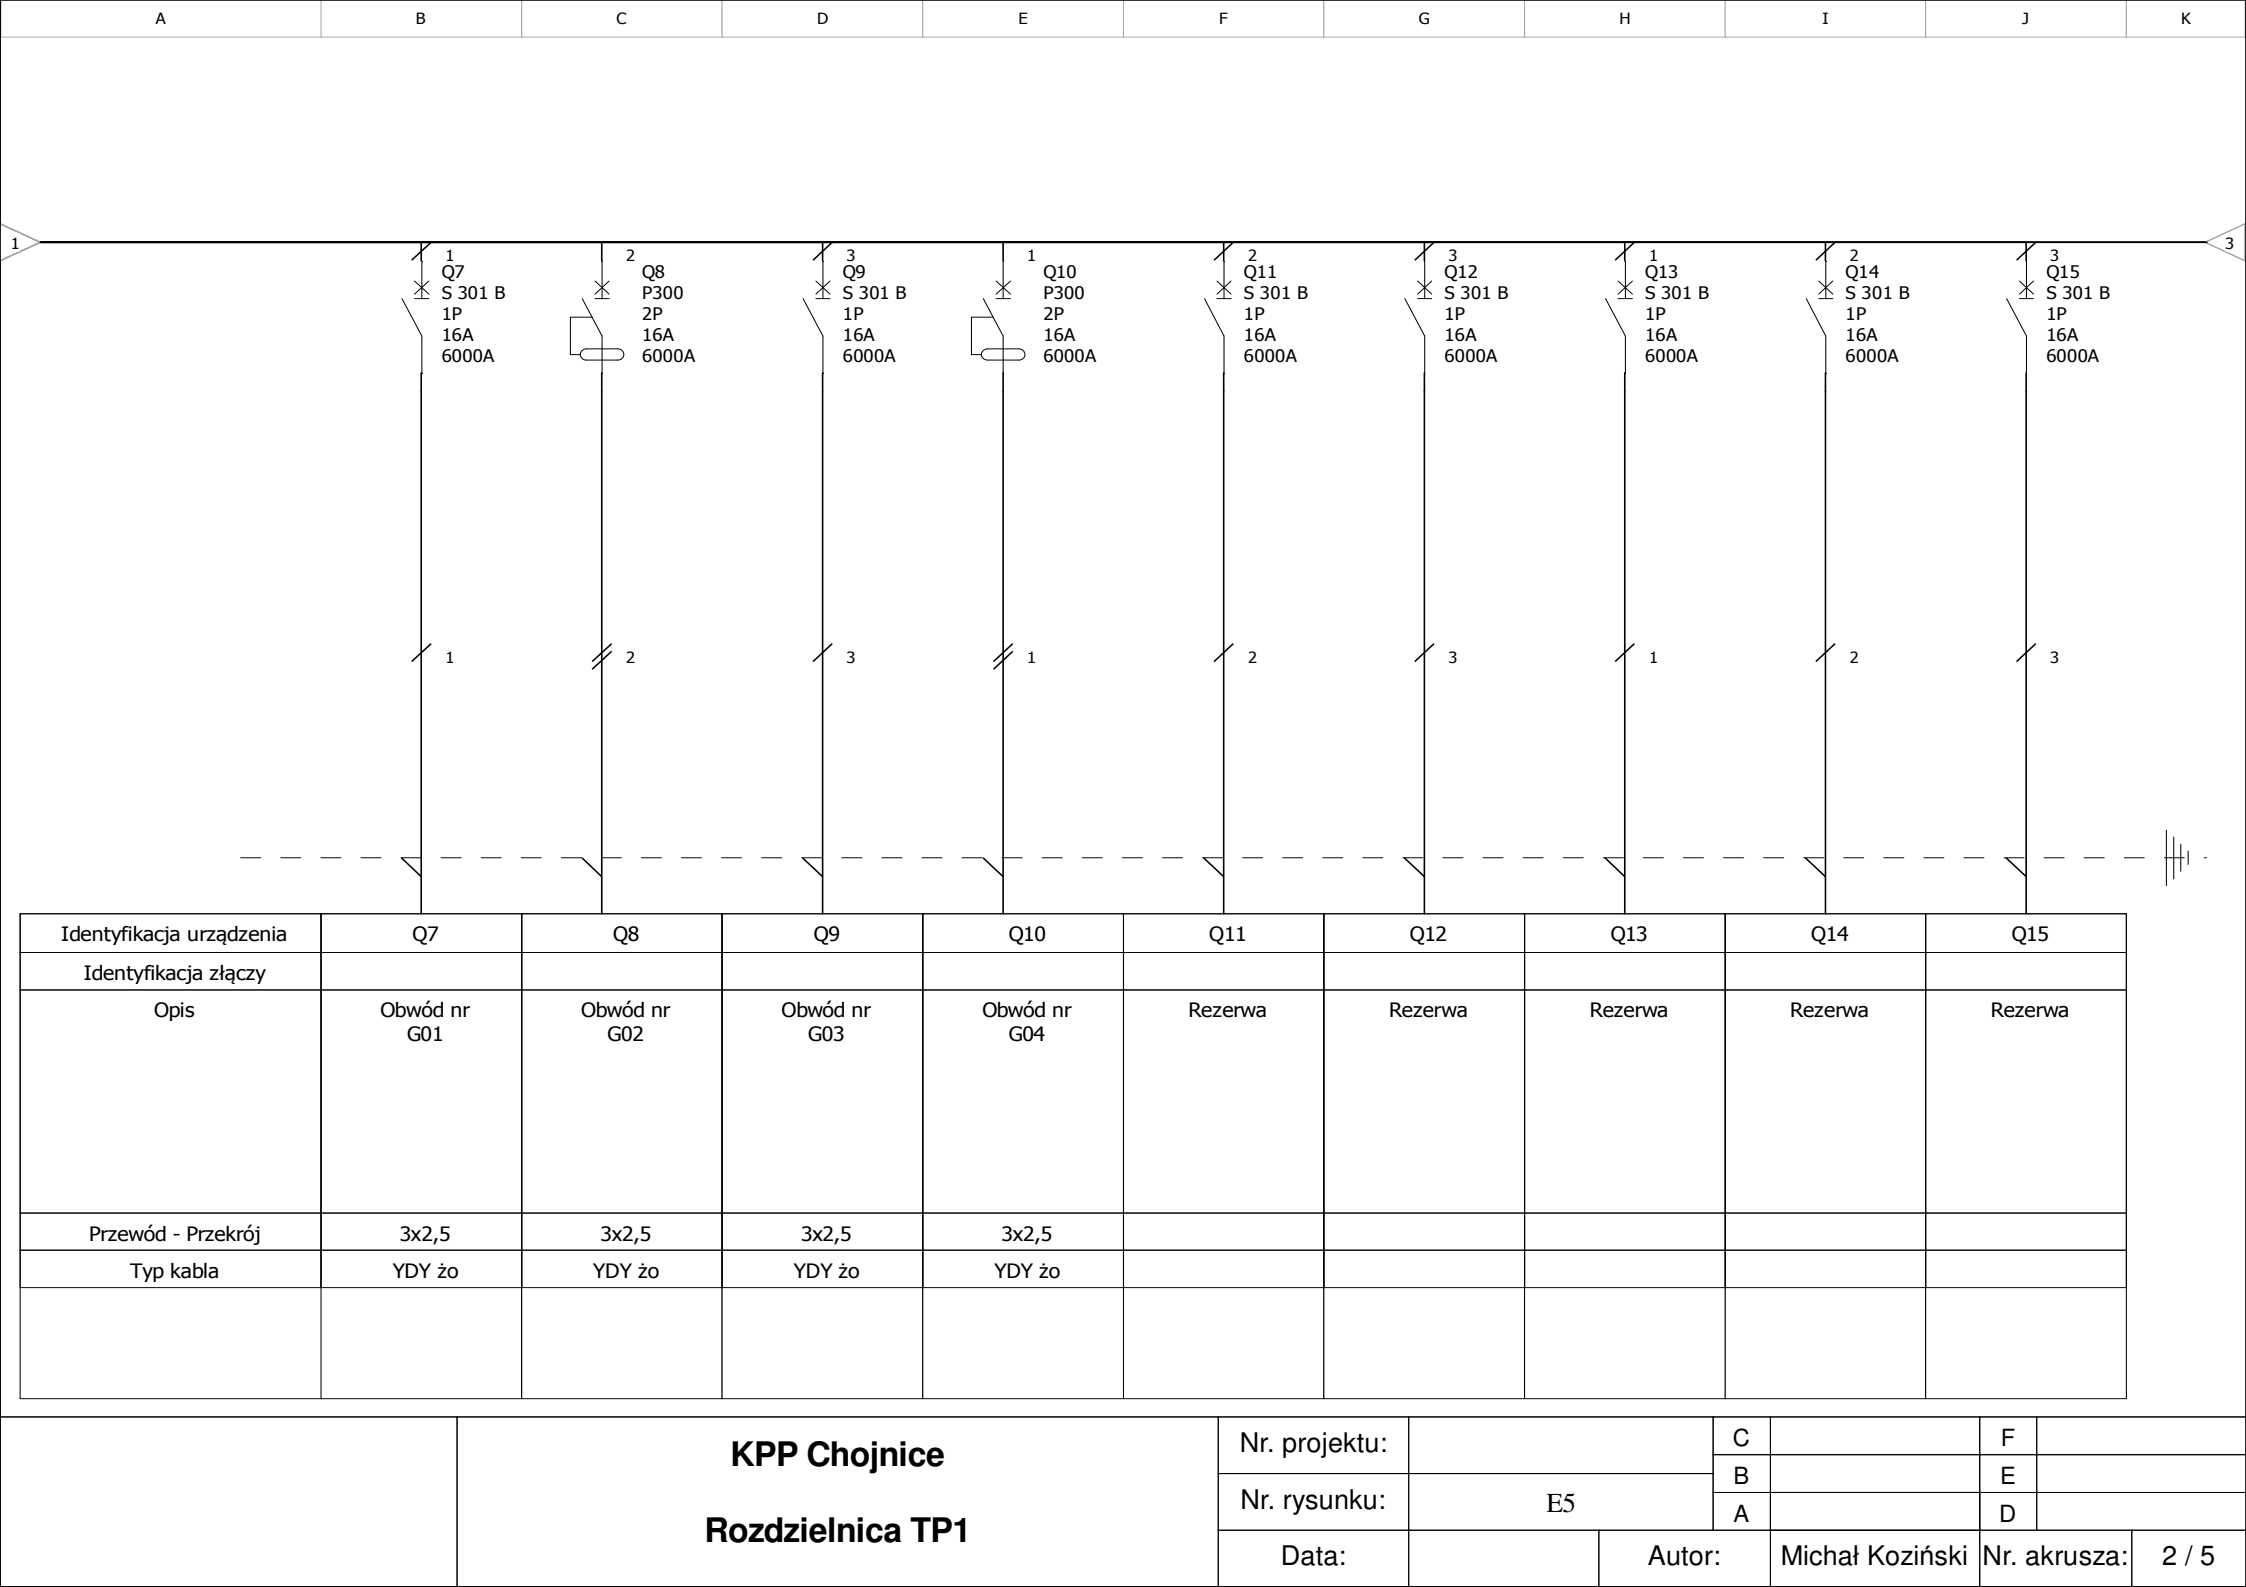 A B C D E F G H I J K
1 3
1 2 3 1 2 3 1 2 3
Q7 Q8 Q9 Q10 Q11 Q12 Q13 Q14 Q15
S 301 B P300 S 301 B P300 S 301 B S 301 B S 301 B S 301 B S 301 B
1P 2P 1P 2P 1P 1P 1P 1P 1P
16A 16A 16A 16A 16A 16A 16A 16A 16A
6000A 6000A 6000A 6000A 6000A 6000A 6000A 6000A 6000A
1 2 3 1 2 3 1 2 3
Identyfikacja urządzenia Q7 Q8 Q9 Q10 Q11 Q12 Q13 Q14 Q15
Identyfikacja złączy
Opis Obwód nr Obwód nr Obwód nr Obwód nr Rezerwa Rezerwa Rezerwa Rezerwa Rezerwa
G01 G02 G03 G04
Przewód - Przekrój 3x2,5 3x2,5 3x2,5 3x2,5
Typ kabla YDY żo YDY żo YDY żo YDY żo
KPP Chojnice
Rozdzielnica TP1
Nr. projektu: C F
B E
Nr. rysunku: E5
A D
Data: Autor: Michał Koziński Nr. akrusza: 2 / 5